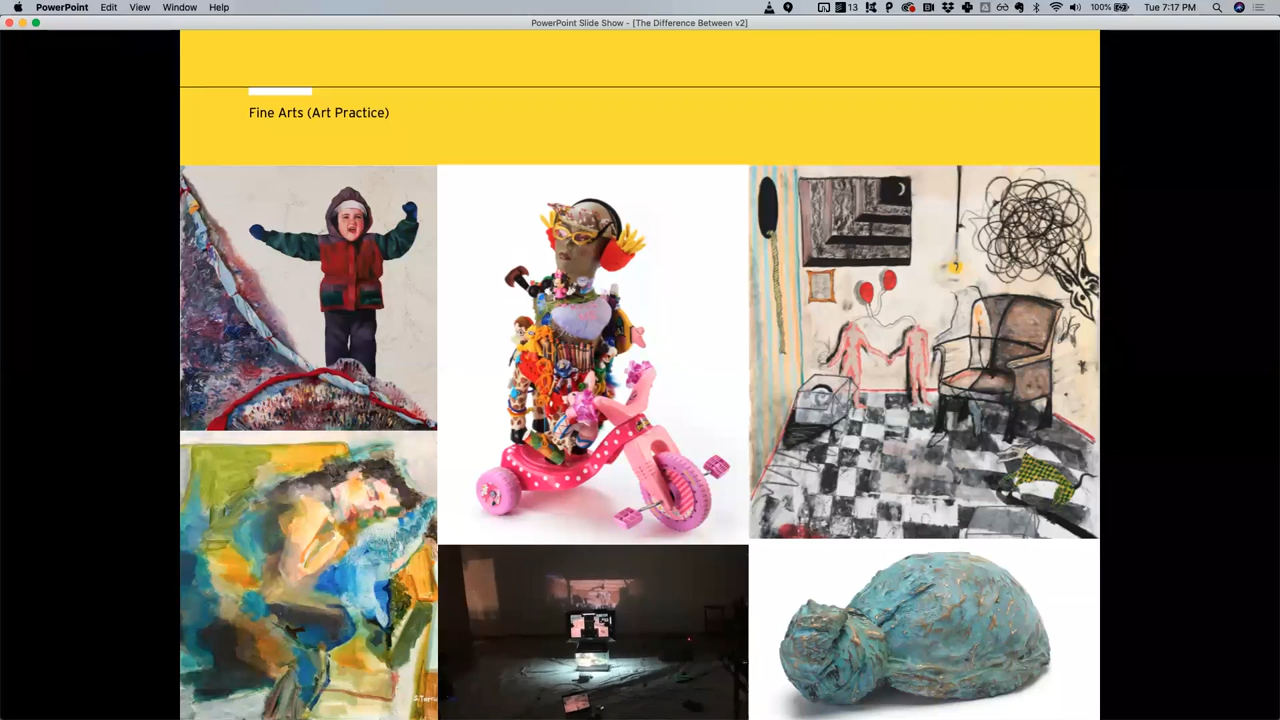 PowerPoint Edit View Window Help 13 100% Tue 7:17 PM
PowerPoint Slide Show - [The Difference Between v2]
Fine Arts (Art Practice)